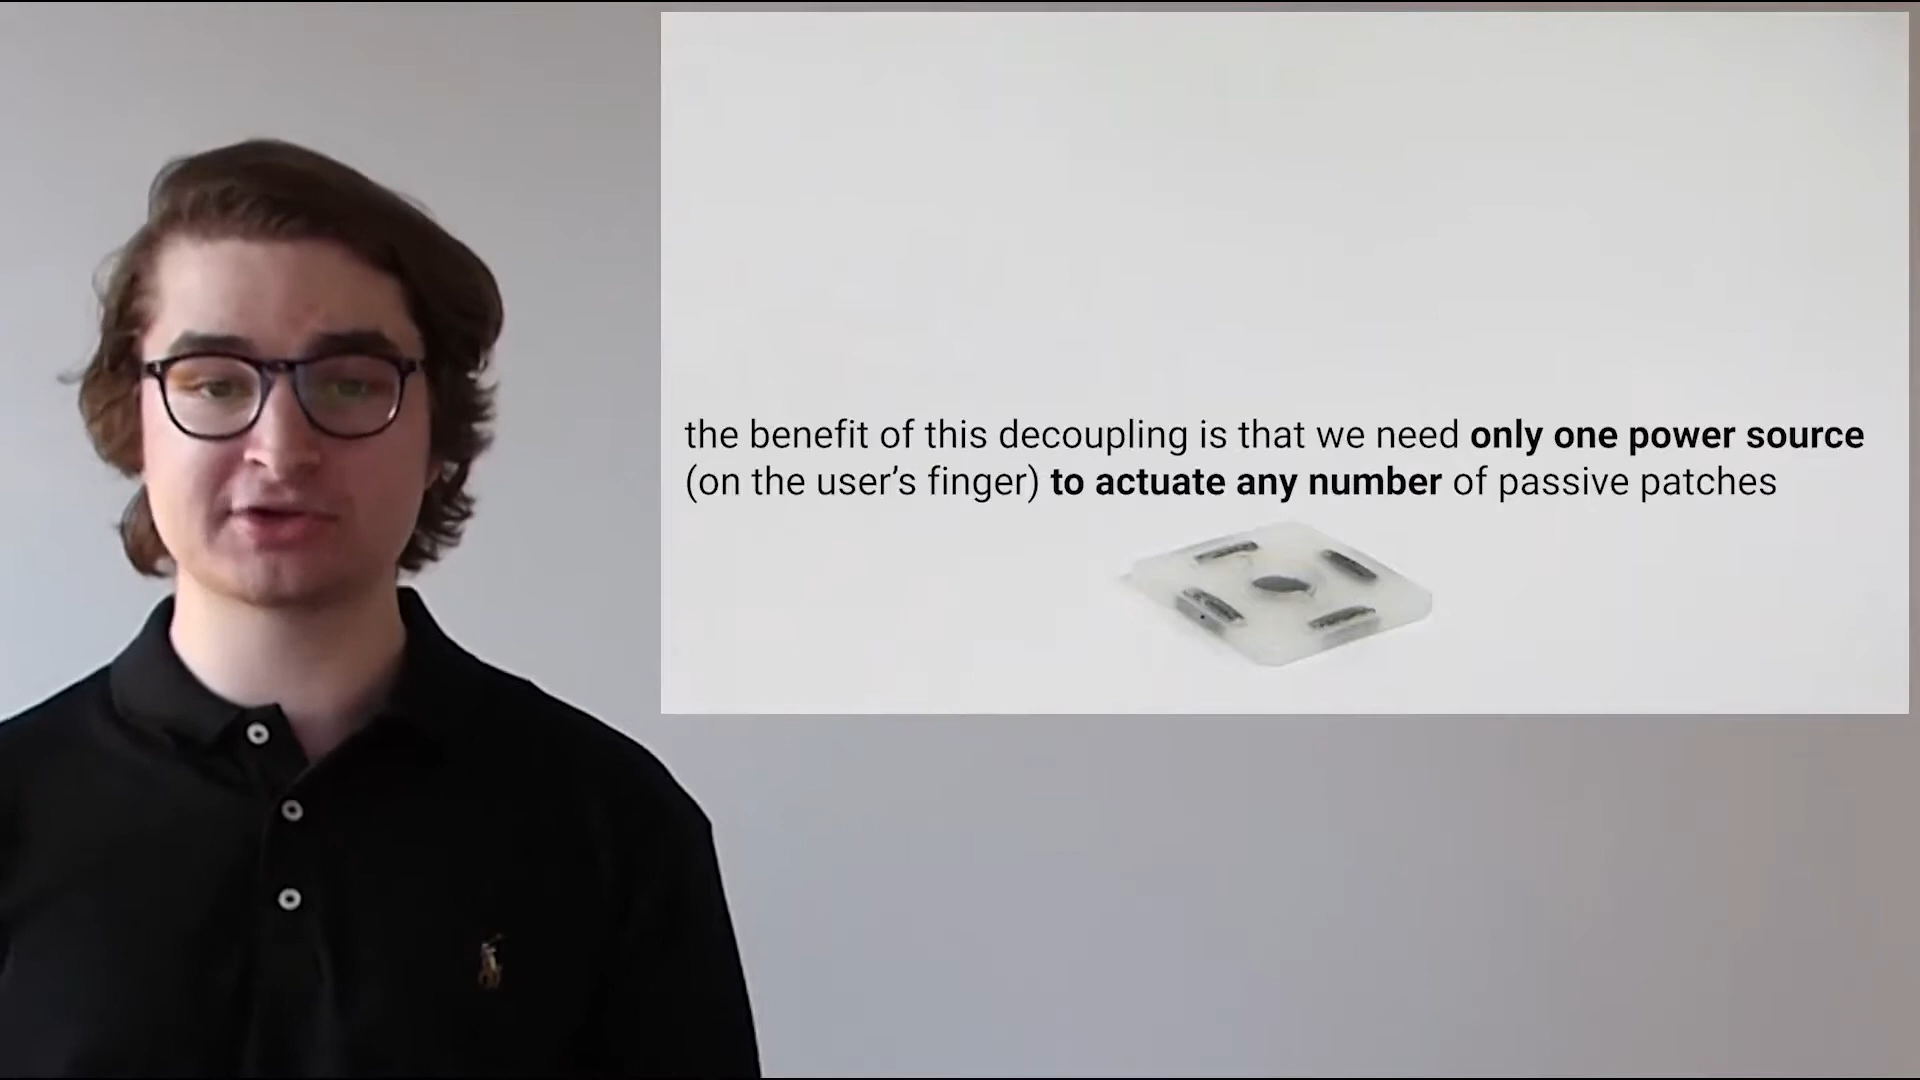 the benefit of this decoupling is that we need only one power source
(on the user’s finger) to actuate any number of passive patches